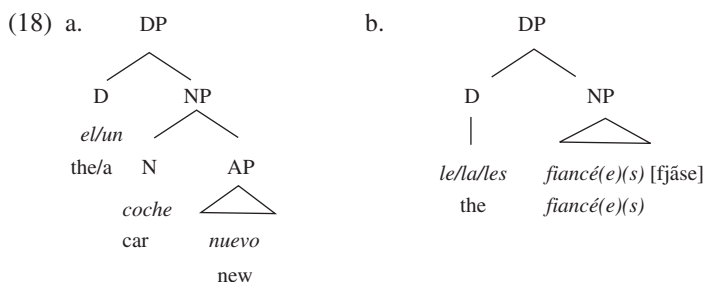 (18) a. DP b. DP
D NP D NP
el/un
the/a N AP le/la/les fiancé(e)(s) [fjãse]
coche the fiancé(e)(s)
car nuevo
new